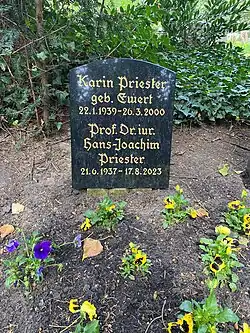 Karin Priester
geb. Ewert
22.1.1939-26.3.2000
Prof. Dr. iur.
Hans-Joachim
Priester
21.6.1937-17.8.2023